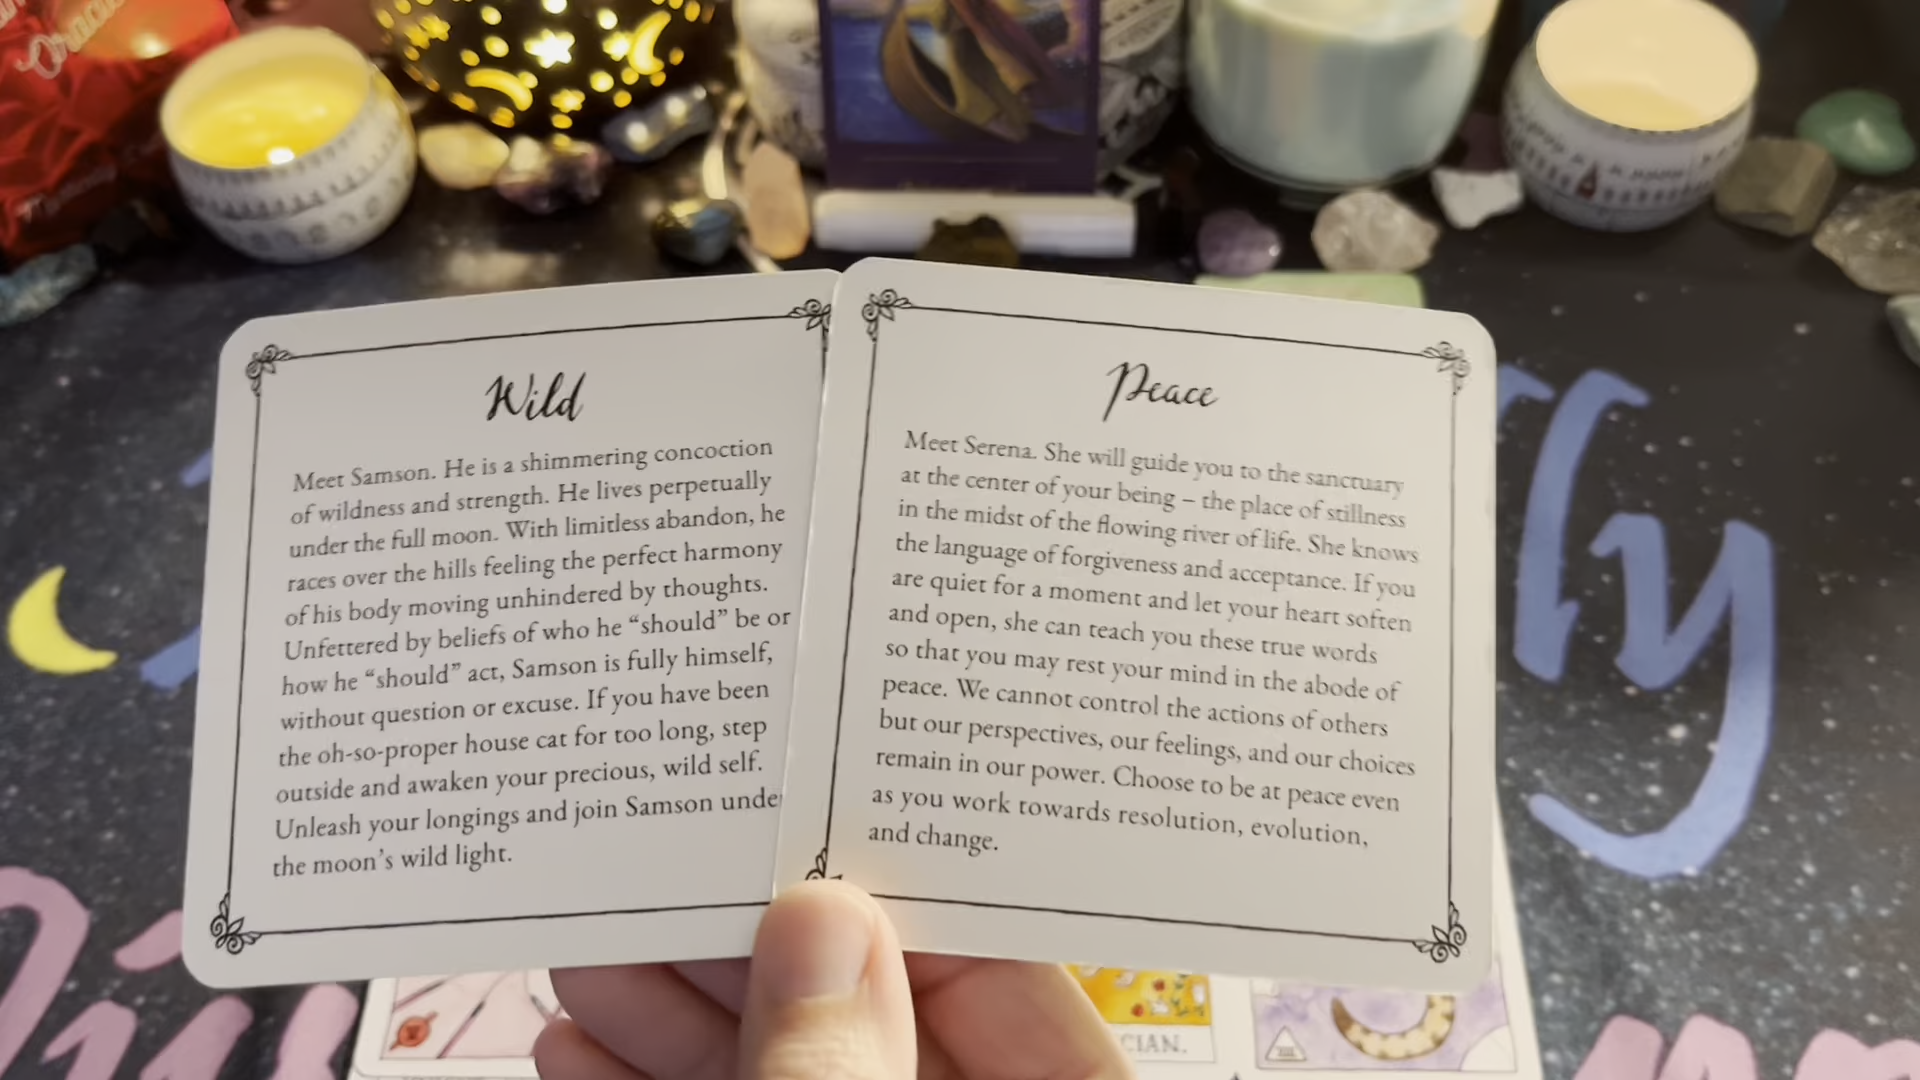 Wild
Meet Samson. He is a shimmering concoction
of wildness and strength. He lives perpetually
under the full moon. With limitless abandon, he
races over the hills feeling the perfect harmony
of his body moving unhindered by thoughts.
Unfettered by beliefs of who he “should” be or
how he “should” act, Samson is fully himself,
without question or excuse. If you have been
the oh-so-proper house cat for too long, step
outside and awaken your precious, wild self.
Unleash your longings and join Samson unde
the moon’s wild light.
Peace
Meet Serena. She will guide you to the sanctuary
at the center of your being – the place of stillness
in the midst of the flowing river of life. She knows
the language of forgiveness and acceptance. If you
are quiet for a moment and let your heart soften
and open, she can teach you these true words
so that you may rest your mind in the abode of
peace. We cannot control the actions of others
but our perspectives, our feelings, and our choices
remain in our power. Choose to be at peace even
as you work towards resolution, evolution,
and change.
lly
CIAN.